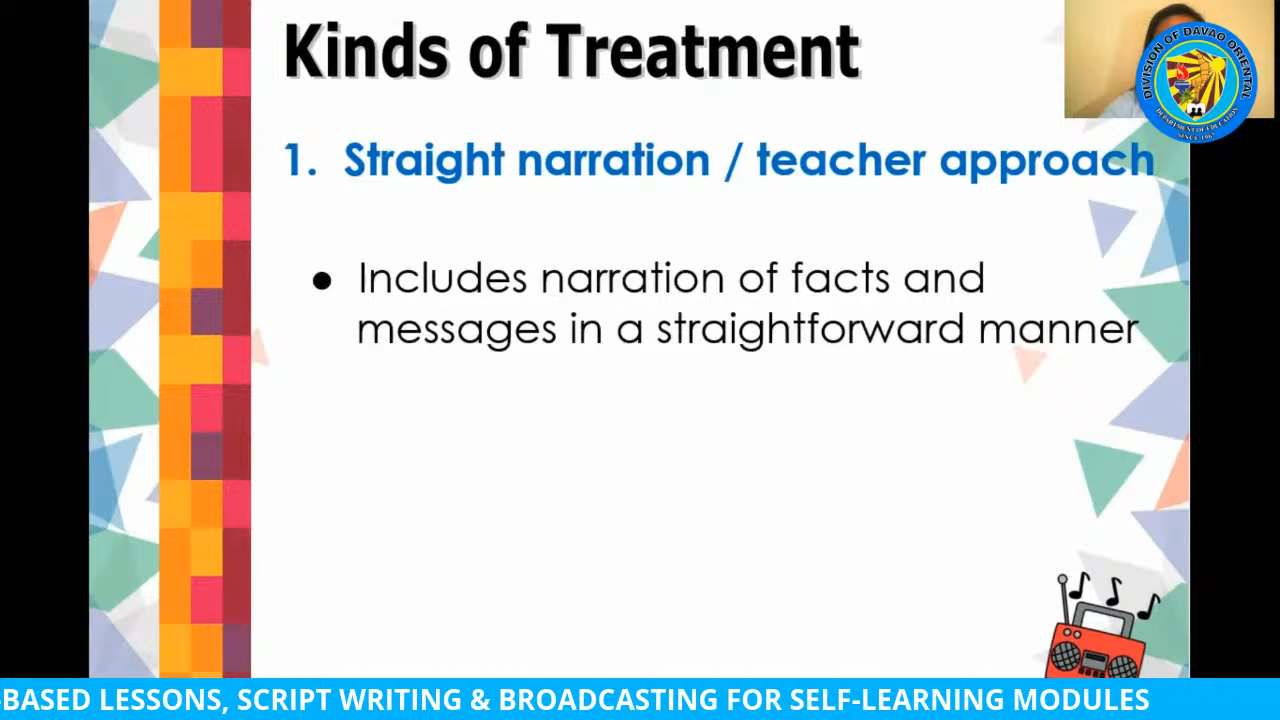 Kinds of Treatment
DIVISION OF DAVAO ORIENTAL
DEPARTMENT OF EDUCATION
1. Straight narration / teacher approach
● Includes narration of facts and
messages in a straightforward manner
-BASED LESSONS, SCRIPT WRITING & BROADCASTING FOR SELF-LEARNING MODULES